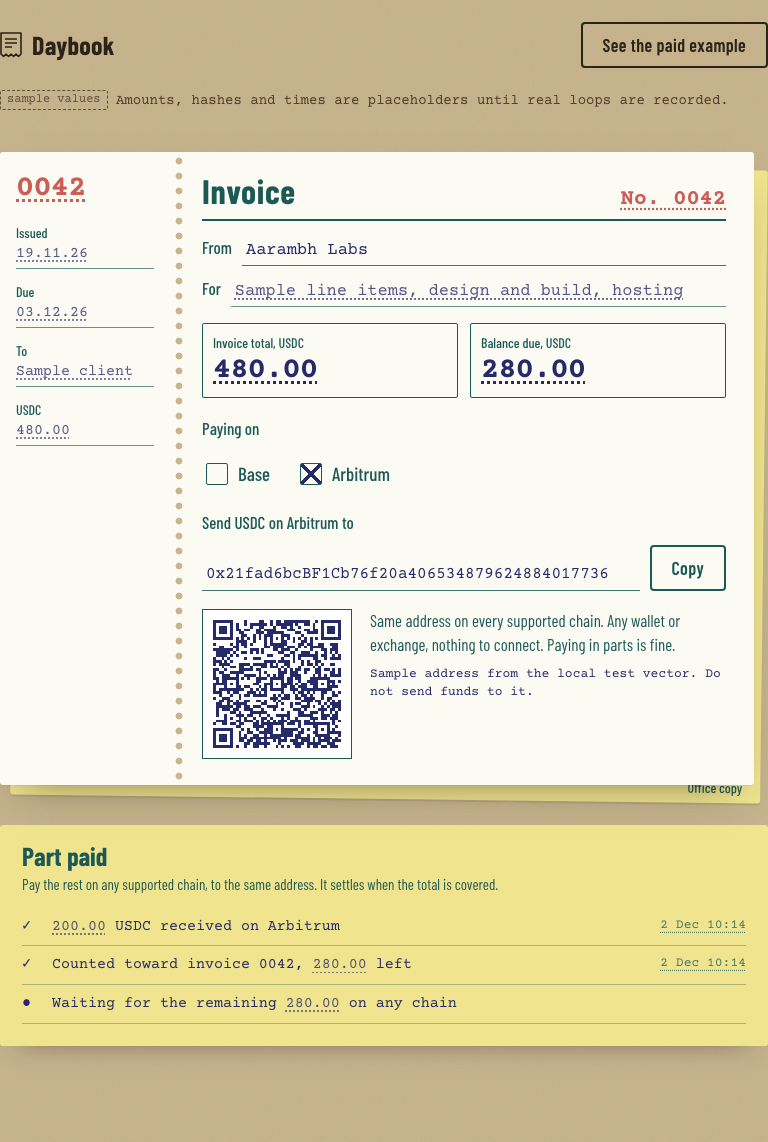 Daybook
See the paid example
sample values Amounts, hashes and times are placeholders until real loops are recorded.
0042
Issued
19.11.26
Due
03.12.26
To
Sample client
USDC
480.00
Invoice
No. 0042
From Aarambh Labs
For Sample line items, design and build, hosting
Invoice total, USDC
480.00
Balance due, USDC
280.00
Paying on
Base
Arbitrum
Send USDC on Arbitrum to
0x21fad6bcBF1Cb76f20a406534879624884017736
Copy
Same address on every supported chain. Any wallet or
exchange, nothing to connect. Paying in parts is fine.
Sample address from the local test vector. Do
not send funds to it.
Office copy
Part paid
Pay the rest on any supported chain, to the same address. It settles when the total is covered.
✓ 200.00 USDC received on Arbitrum 2 Dec 10:14
✓ Counted toward invoice 0042, 280.00 left 2 Dec 10:14
● Waiting for the remaining 280.00 on any chain